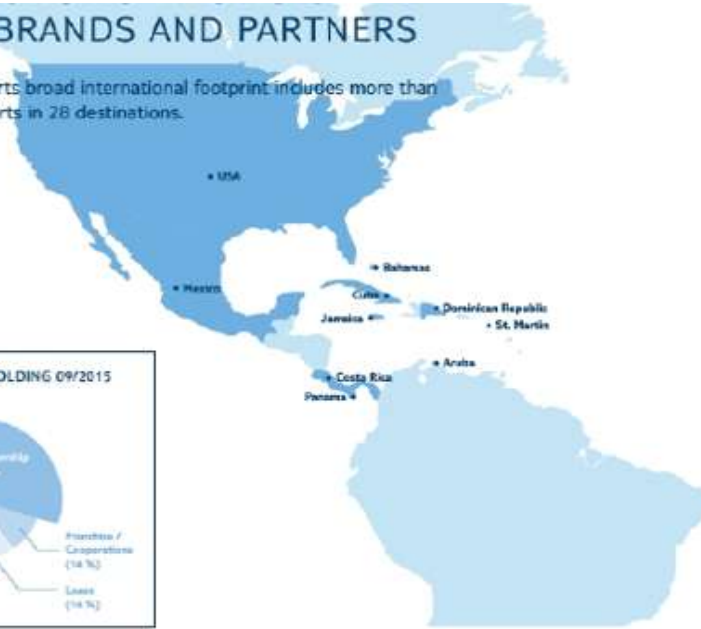 BRANDS AND PARTNERS
rts broad international footprint includes more than
rts in 28 destinations.
USA
Bahamas
Mexico
Cuba
Dominican Republic
Jamaica
St. Martin
Aruba
Costa Rica
Panama
OLDING 09/2015
Franchise /
Cooperations
(14 %)
Lease